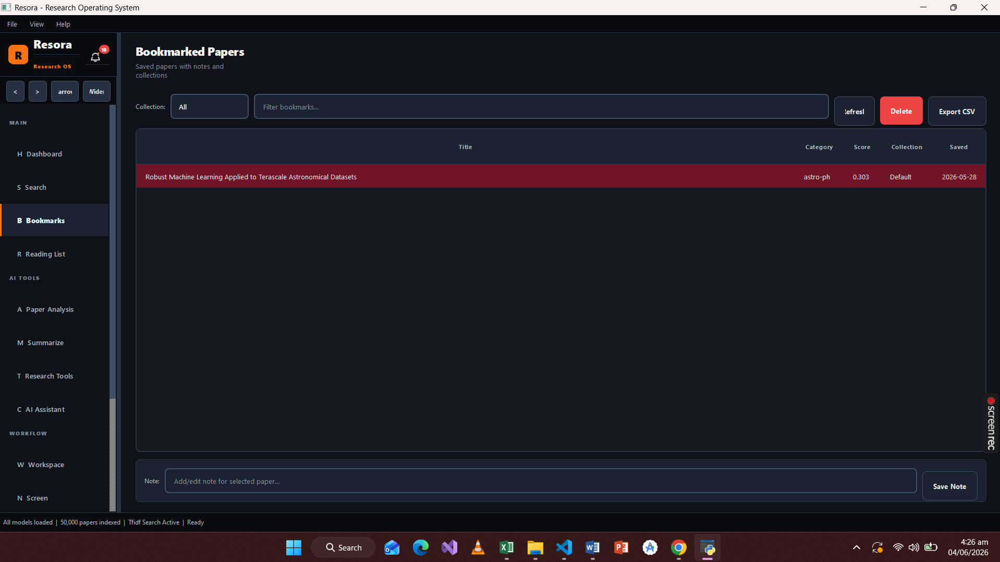 Resora - Research Operating System
File View Help
R
Resora
Research OS
10
< > arrov Wider
MAIN
H Dashboard
S Search
B Bookmarks
R Reading List
AI TOOLS
A Paper Analysis
M Summarize
T Research Tools
C AI Assistant
WORKFLOW
W Workspace
N Screen
Bookmarked Papers
Saved papers with notes and
collections
Collection: All Filter bookmarks... efresl Delete Export CSV
Title Category Score Collection Saved
Robust Machine Learning Applied to Terascale Astronomical Datasets astro-ph 0.303 Default 2026-05-28
Note: Add/edit note for selected paper... Save Note
screenrec
All models loaded | 50,000 papers indexed | Tfidf Search Active | Ready
Search
4:26 am
04/06/2026